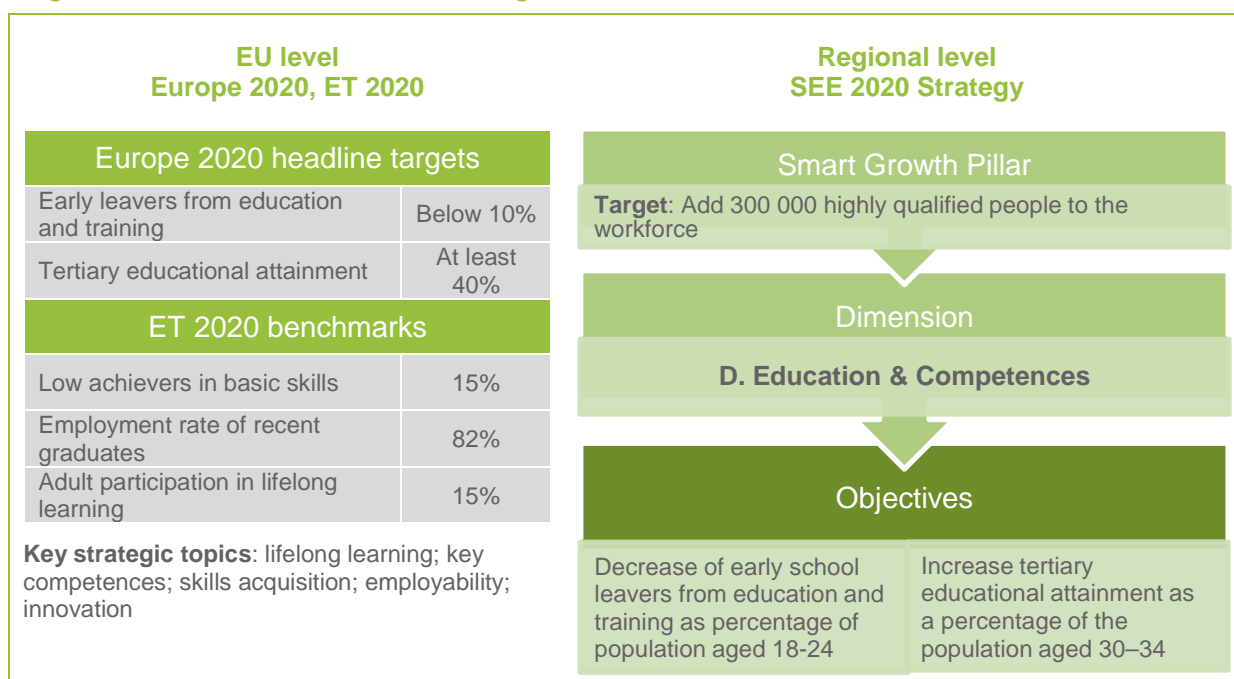 EU level
Europe 2020, ET 2020
Europe 2020 headline targets
Early leavers from education
and training
Below 10%
Tertiary educational attainment
At least
40%
ET 2020 benchmarks
Low achievers in basic skills
15%
Employment rate of recent
graduates
82%
Adult participation in lifelong
learning
15%
Key strategic topics: lifelong learning; key
competences; skills acquisition; employability;
innovation
Regional level
SEE 2020 Strategy
Smart Growth Pillar
Target: Add 300 000 highly qualified people to the
workforce
Dimension
D. Education & Competences
Objectives
Decrease of early school
leavers from education and
training as percentage of
population aged 18-24
Increase tertiary
educational attainment as
a percentage of the
population aged 30–34